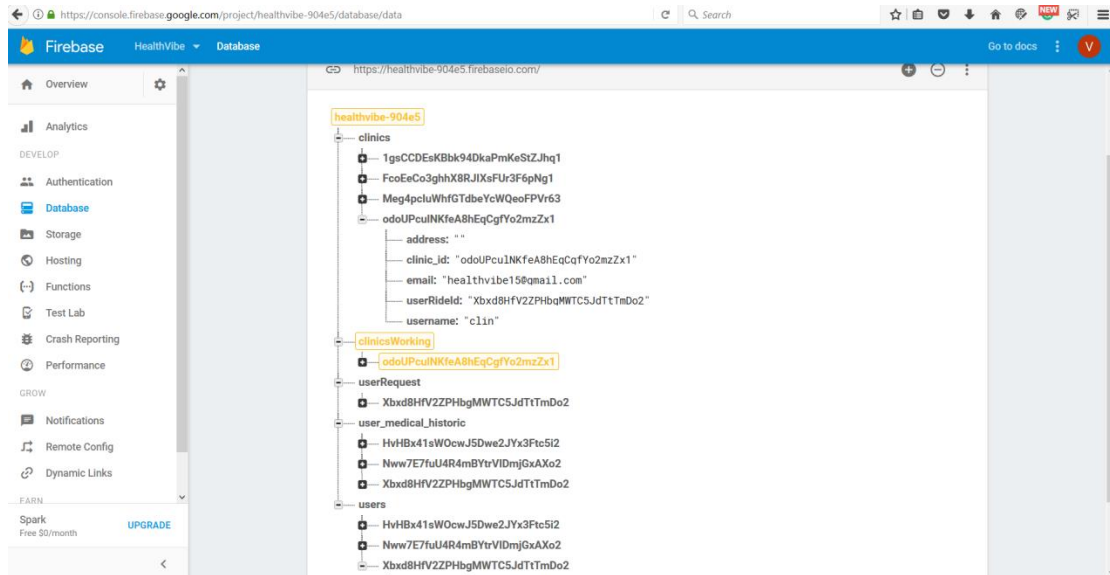 https://console.firebase.google.com/project/healthvibe-904e5/database/data
Search
NEW
Firebase
HealthVibe
Database
Go to docs
V
Overview
Analytics
DEVELOP
Authentication
Database
Storage
Hosting
Functions
Test Lab
Crash Reporting
Performance
GROW
Notifications
Remote Config
Dynamic Links
EARN
Spark
Free $0/month
UPGRADE
https://healthvibe-904e5.firebaseio.com/
healthvibe-904e5
clinics
1gsCCDEsKBbk94DkaPmKeStZJhq1
FcoEeCo3ghhX8RJIXsFUr3F6pNg1
Meg4pcluWhfGTdbeYcWQeoFPVr63
odoUPculNKfeA8hEqCgfYo2mzZx1
address: ""
clinic_id: "odoUPculNKfeA8hEqCgfYo2mzZx1"
email: "healthvibe15@gmail.com"
userRideId: "Xbxd8HfV2ZPHbgMWTC5JdTtTmDo2"
username: "clin"
clinicsWorking
odoUPculNKfeA8hEqCgfYo2mzZx1
userRequest
Xbxd8HfV2ZPHbgMWTC5JdTtTmDo2
user_medical_historic
HvHBx41sWOcwJ5Dwe2JYx3Ftc5i2
Nww7E7fuU4R4mBYtrVIDmjGxAXo2
Xbxd8HfV2ZPHbgMWTC5JdTtTmDo2
users
HvHBx41sWOcwJ5Dwe2JYx3Ftc5i2
Nww7E7fuU4R4mBYtrVIDmjGxAXo2
Xbxd8HfV2ZPHbgMWTC5JdTtTmDo2